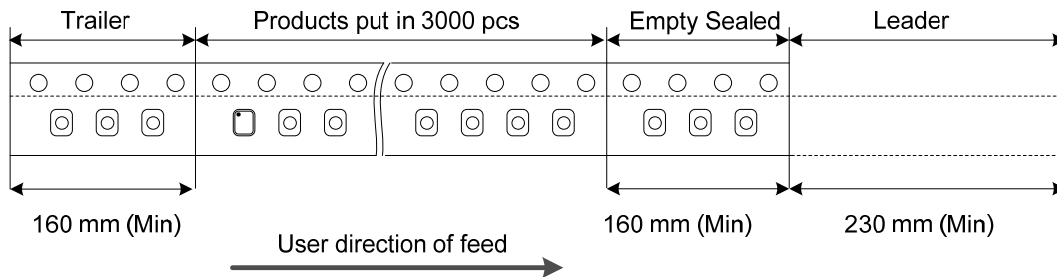 Trailer Products put in 3000 pcs Empty Sealed Leader
160 mm (Min) 160 mm (Min) 230 mm (Min)
User direction of feed